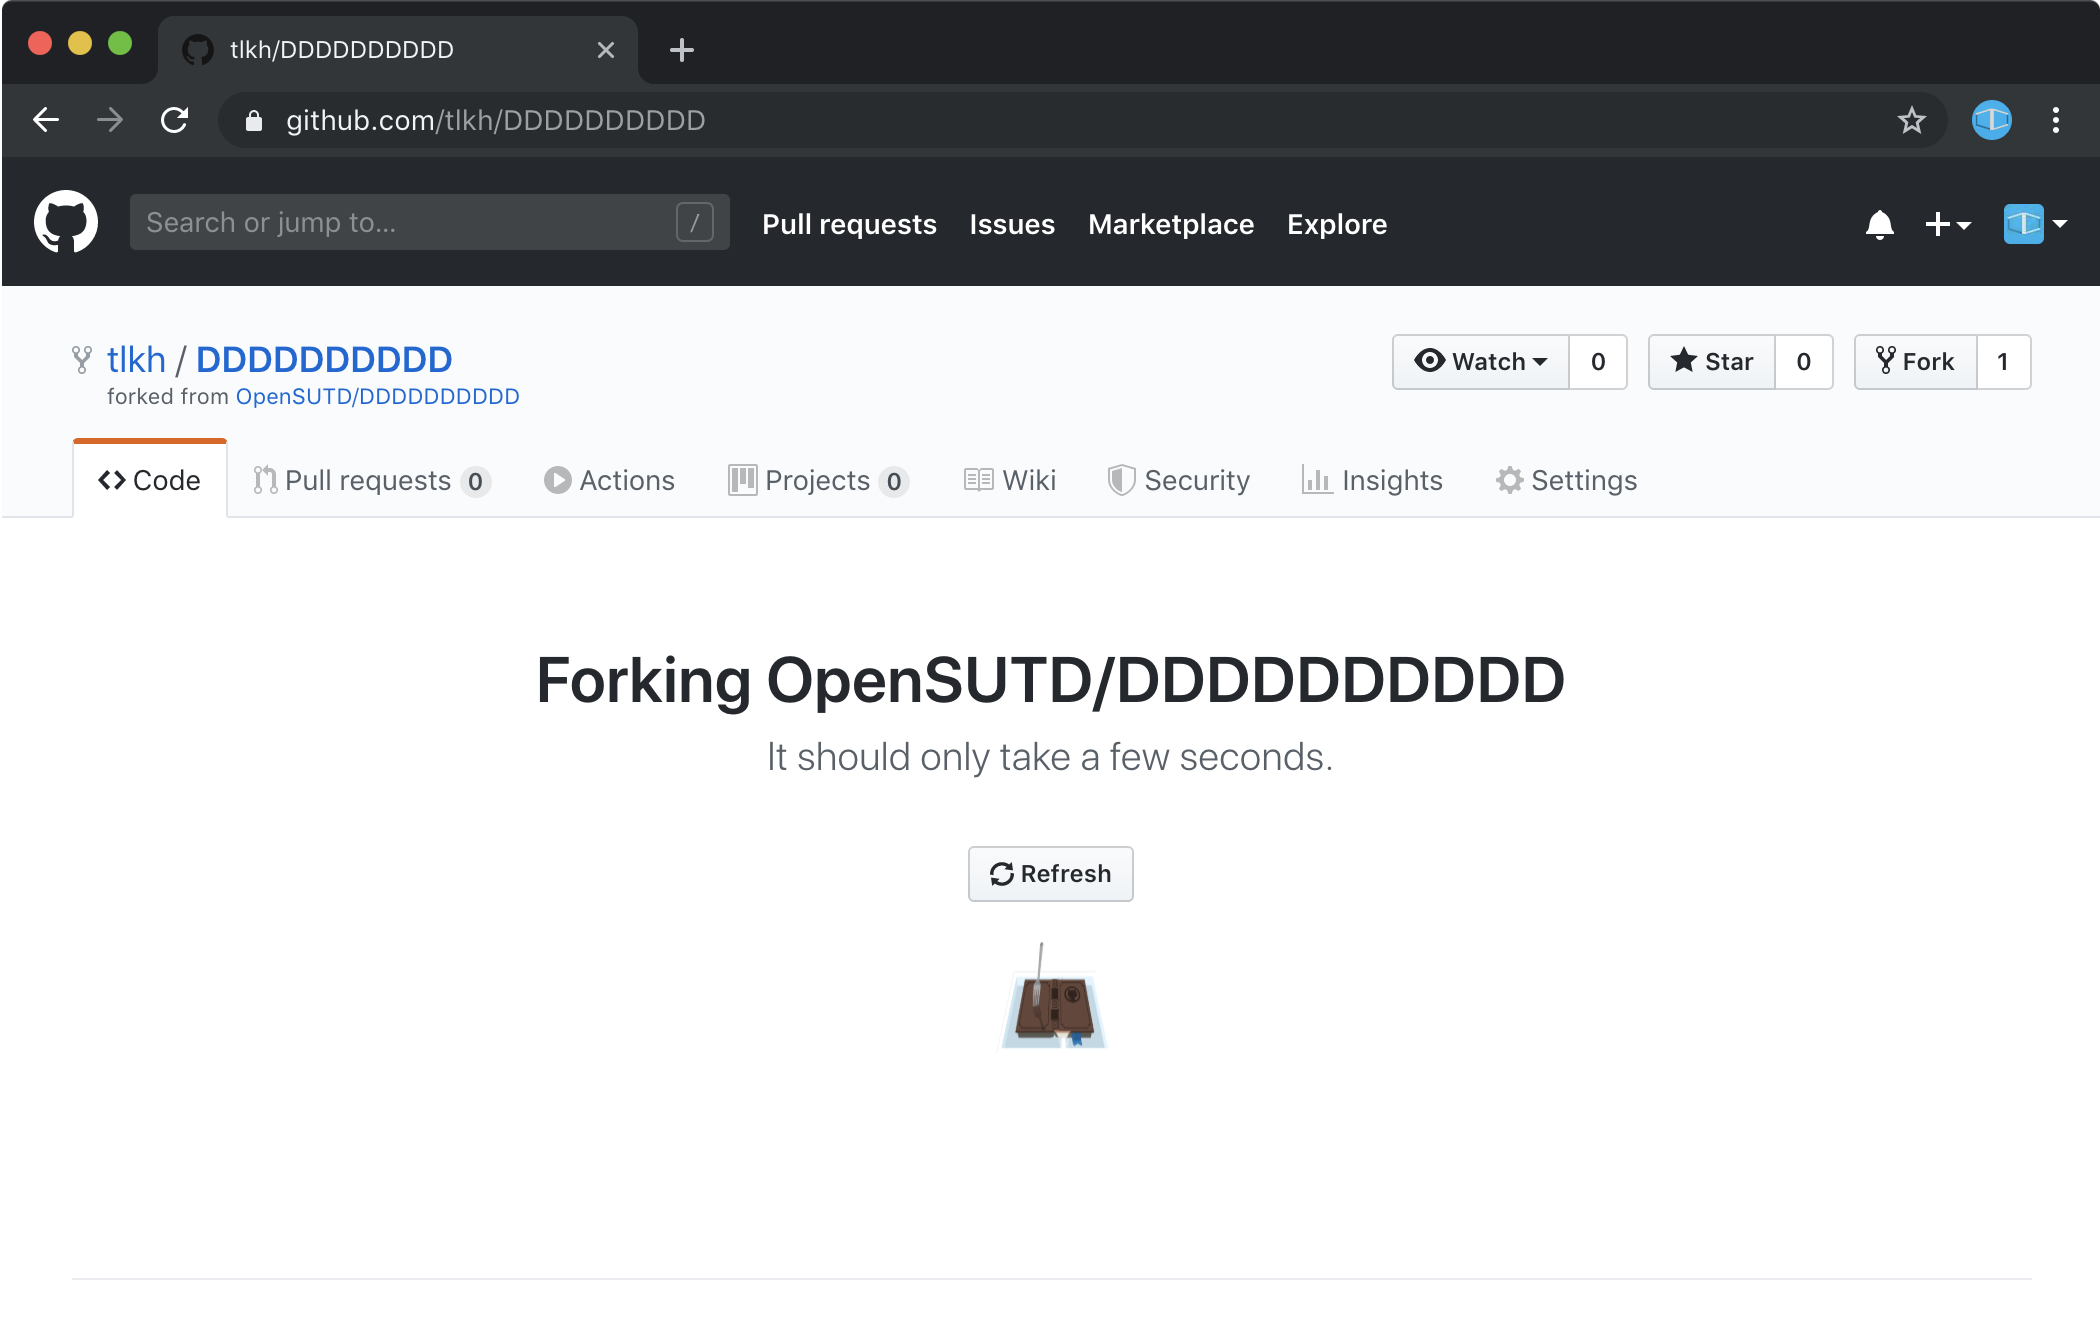 tlkh/DDDDDDDDDD
github.com/tlkh/DDDDDDDDDD
Search or jump to... /
Pull requests Issues Marketplace Explore
tlkh / DDDDDDDDDD
forked from OpenSUTD/DDDDDDDDDD
Watch 0 Star 0 Fork 1
Code Pull requests 0 Actions Projects 0 Wiki Security Insights Settings
Forking OpenSUTD/DDDDDDDDDD
It should only take a few seconds.
Refresh